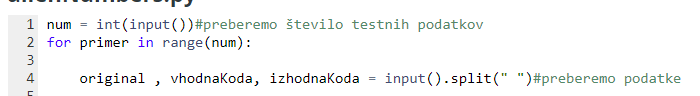 1 num = int(input())#preberemo število testnih podatkov
2 for primer in range(num):
3
4 original , vhodnaKoda, izhodnaKoda = input().split(" ")#preberemo podatke